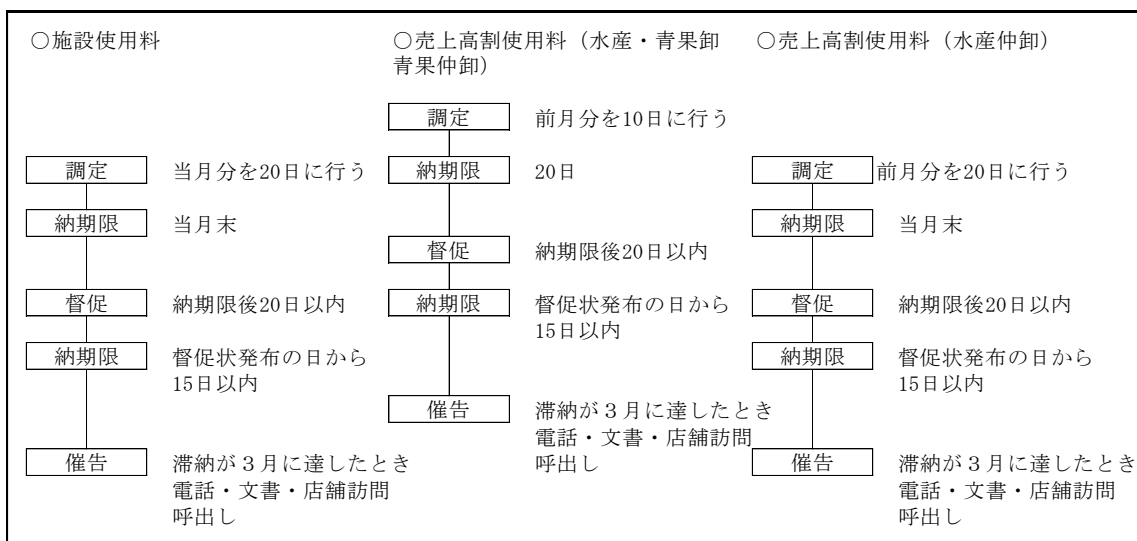 ○施設使用料
調定 当月分を20日に行う
納期限 当月末
督促 納期限後20日以内
納期限 督促状発布の日から
15日以内
催告 滞納が３月に達したとき
電話・文書・店舗訪問
呼出し
○売上高割使用料（水産・青果卸
青果仲卸）
調定 前月分を10日に行う
納期限 20日
督促 納期限後20日以内
納期限 督促状発布の日から
15日以内
催告 滞納が３月に達したとき
電話・文書・店舗訪問
呼出し
○売上高割使用料（水産仲卸）
調定 前月分を20日に行う
納期限 当月末
督促 納期限後20日以内
納期限 督促状発布の日から
15日以内
催告 滞納が３月に達したとき
電話・文書・店舗訪問
呼出し